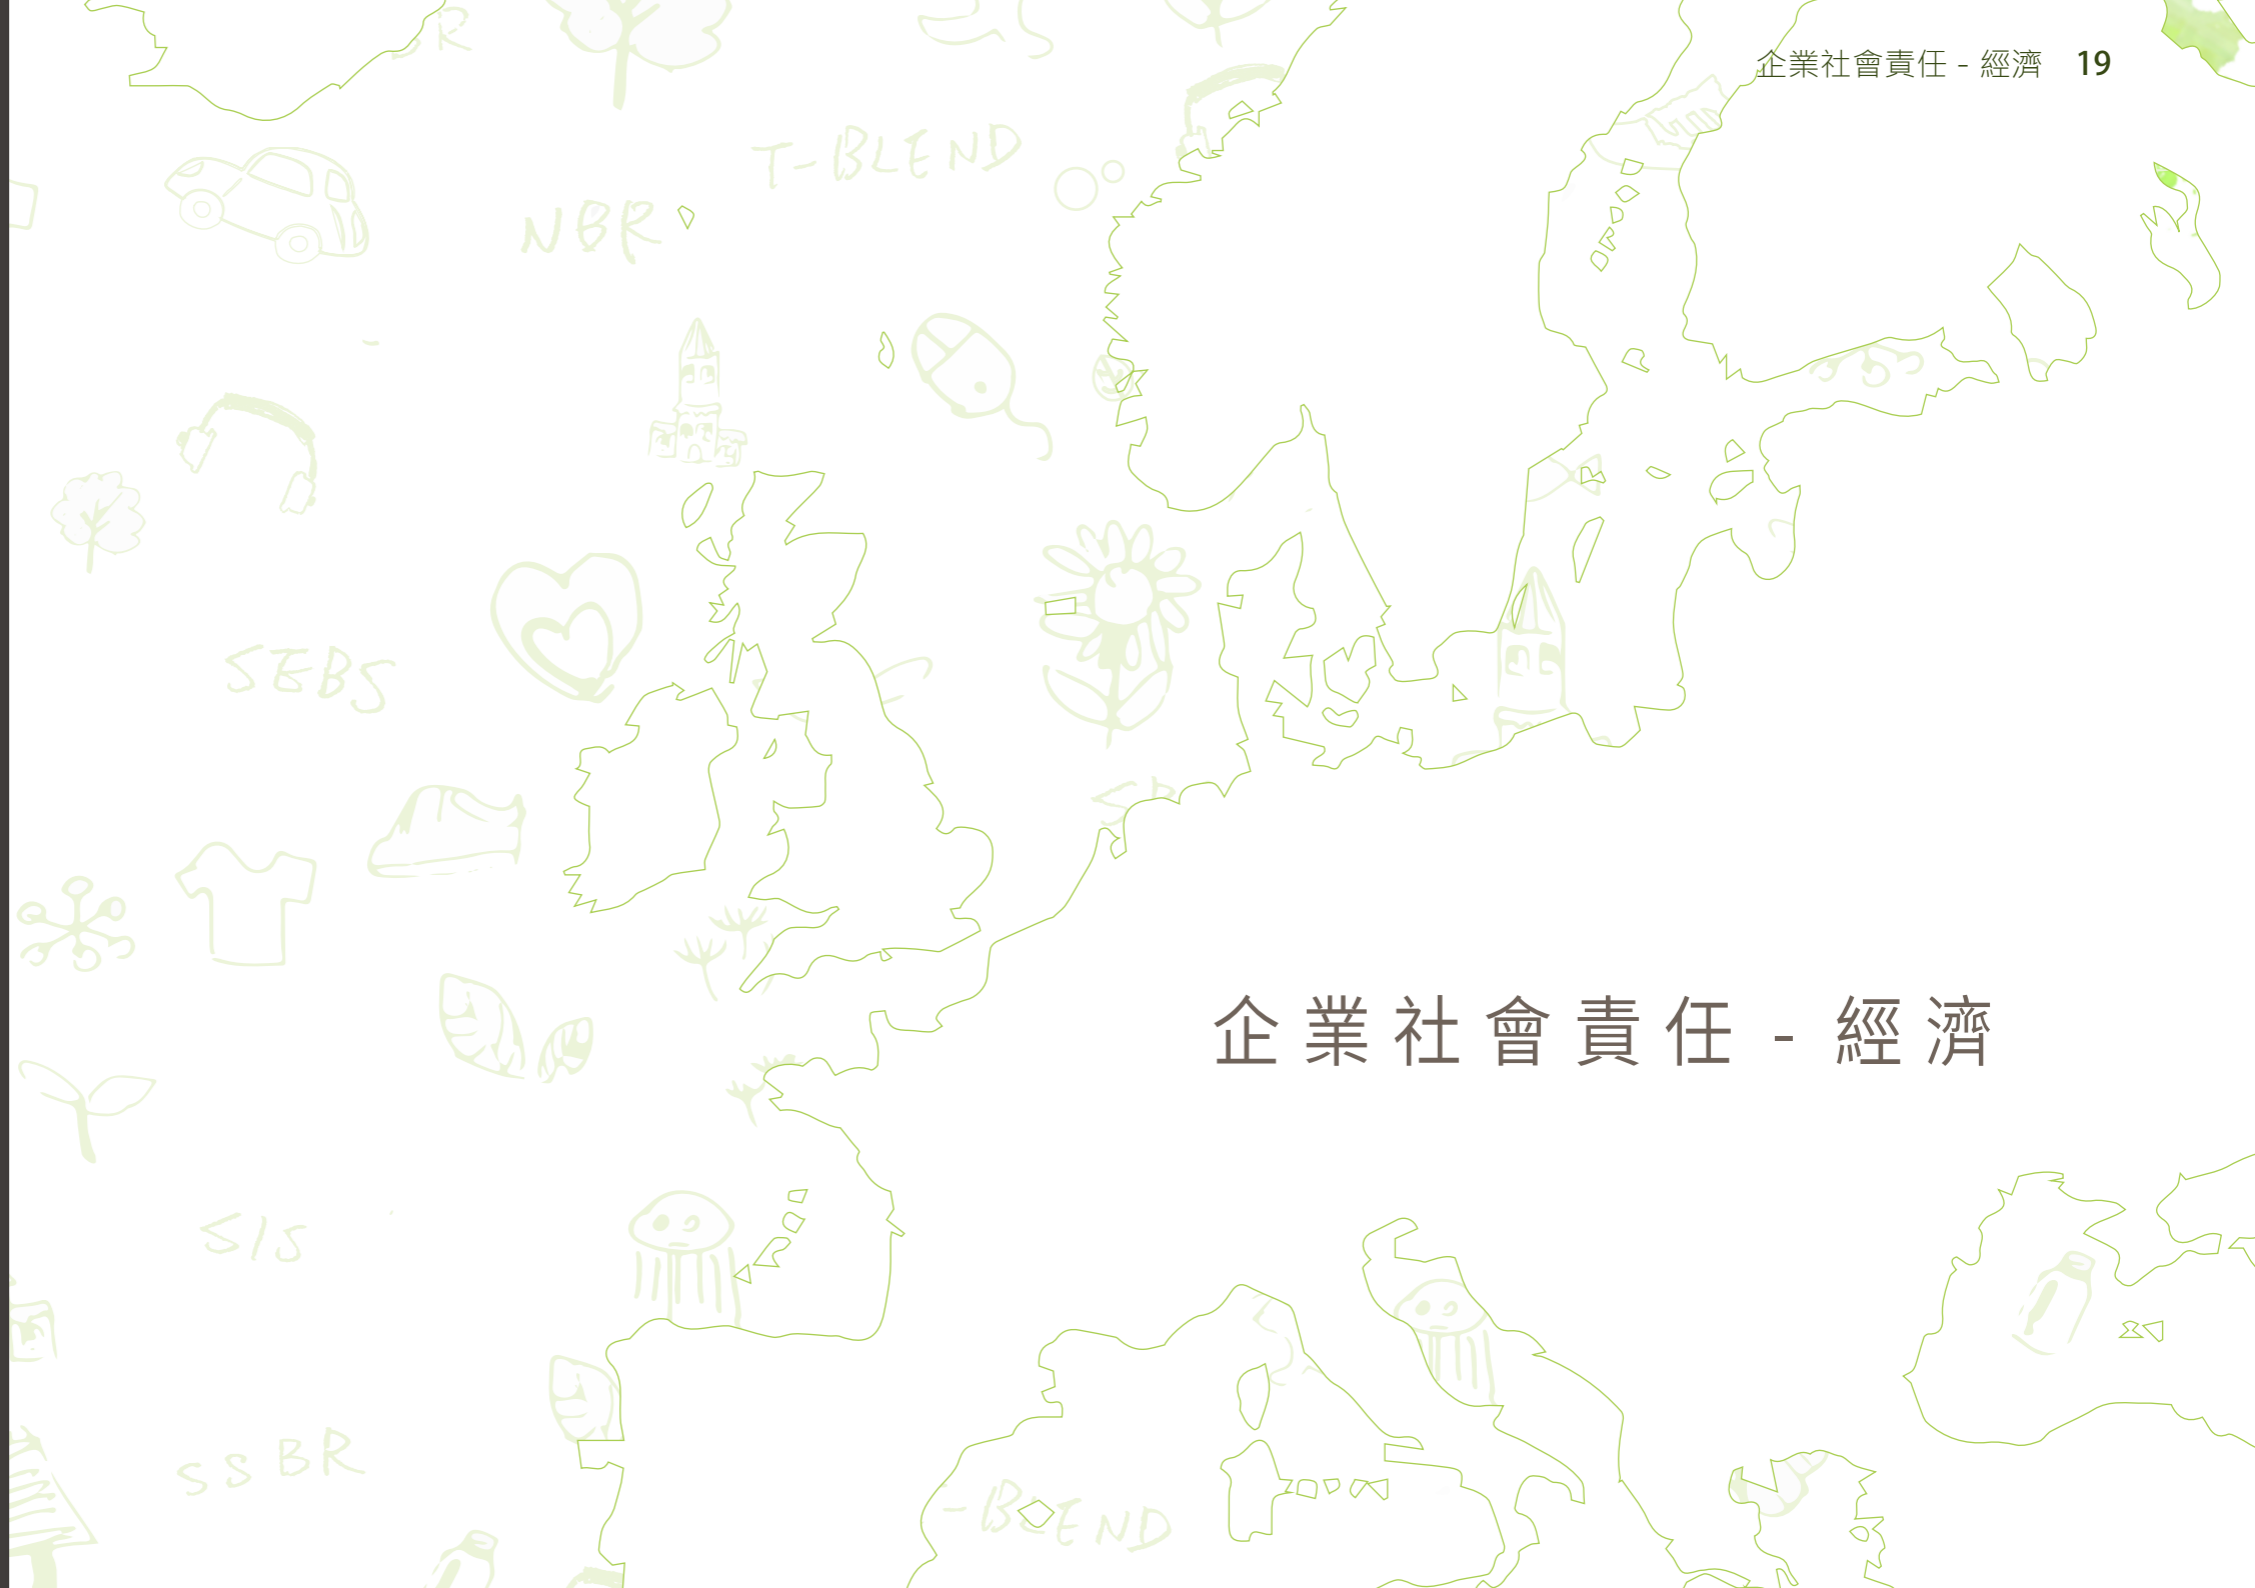 企業社會責任 - 經濟 19
R
T-BLEND
NBR
SEBS
企業社會責任 - 經濟
SIS
SSBR
-BLEND